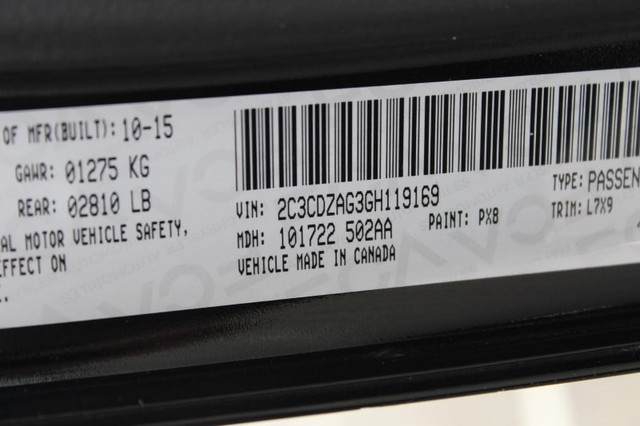 OF MFR(BUILT): 10-15
GAWR: 01275 KG
REAR: 02810 LB
AL MOTOR VEHICLE SAFETY,
EFFECT ON
VIN: 2C3CDZAG3GH119169
TYPE: PASSEN
MDH: 101722 502AA
PAINT: PX8
TRIM: L7X9
VEHICLE MADE IN CANADA